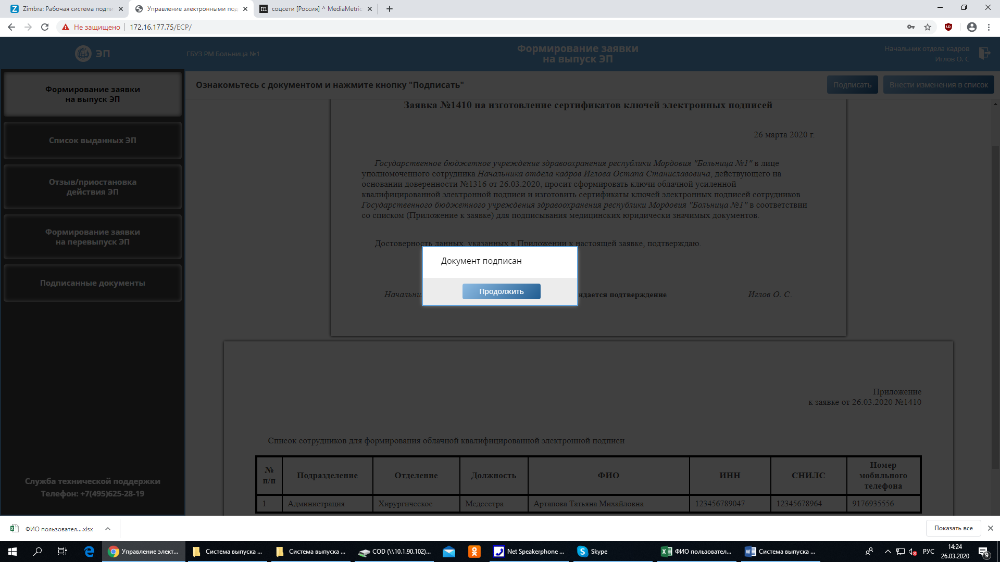 Zimbra: Рабочая система подпи
Управление электронными под
соцсети [Россия] ^ MediaMetric
Не защищено
172.16.177.75/ECP/
ЭП
ГБУЗ РМ Больница №1
Формирование заявки
на выпуск ЭП
Начальник отдела кадров
Иглов О. С
Формирование заявки
на выпуск ЭП
Список выданных ЭП
Отзыв/приостановка
действия ЭП
Формирование заявки
на перевыпуск ЭП
Подписанные документы
Служба технической поддержки
Телефон: +7(495)625-28-19
Ознакомьтесь с документом и нажмите кнопку "Подписать"
Подписать
Внести изменения в список
Заявка №1410 на изготовление сертификатов ключей электронных подписей
26 марта 2020 г.
Государственное бюджетное учреждение здравоохранения республики Мордовия "Больница №1" в лице
уполномоченного сотрудника Начальника отдела кадров Иглова Остапа Станиславовича, действующего на
основании доверенности №1316 от 26.03.2020, просит сформировать ключи облачной усиленной
квалифицированной электронной подписи и изготовить сертификаты ключей электронных подписей сотрудников
Государственного бюджетного учреждения здравоохранения республики Мордовия "Больница №1" в соответствии
со списком (Приложение к заявке) для подписывания медицинских юридически значимых документов.
Достоверность данных, указанных в Приложении к настоящей заявке, подтверждаю.
Документ подписан
Продолжить
Начальни
идается подтверждение
Иглов О. С.
Приложение
к заявке от 26.03.2020 №1410
Список сотрудников для формирования облачной квалифицированной электронной подписи
№ п/п Подразделение Отделение Должность ФИО ИНН СНИЛС Номер мобильного телефона
1 Администрация Хирургическое Медсестра Артапова Татьяна Михайловна 123456789047 12345678964 9176935556
ФИО пользовател....xlsx
Показать все
Управление элект...
Система выпуска ...
Система выпуска ...
COD (\\10.1.90.102)...
Net Speakerphone ...
Skype
ФИО пользовател...
Система выпуска ...
РУС
14:24
26.03.2020
9